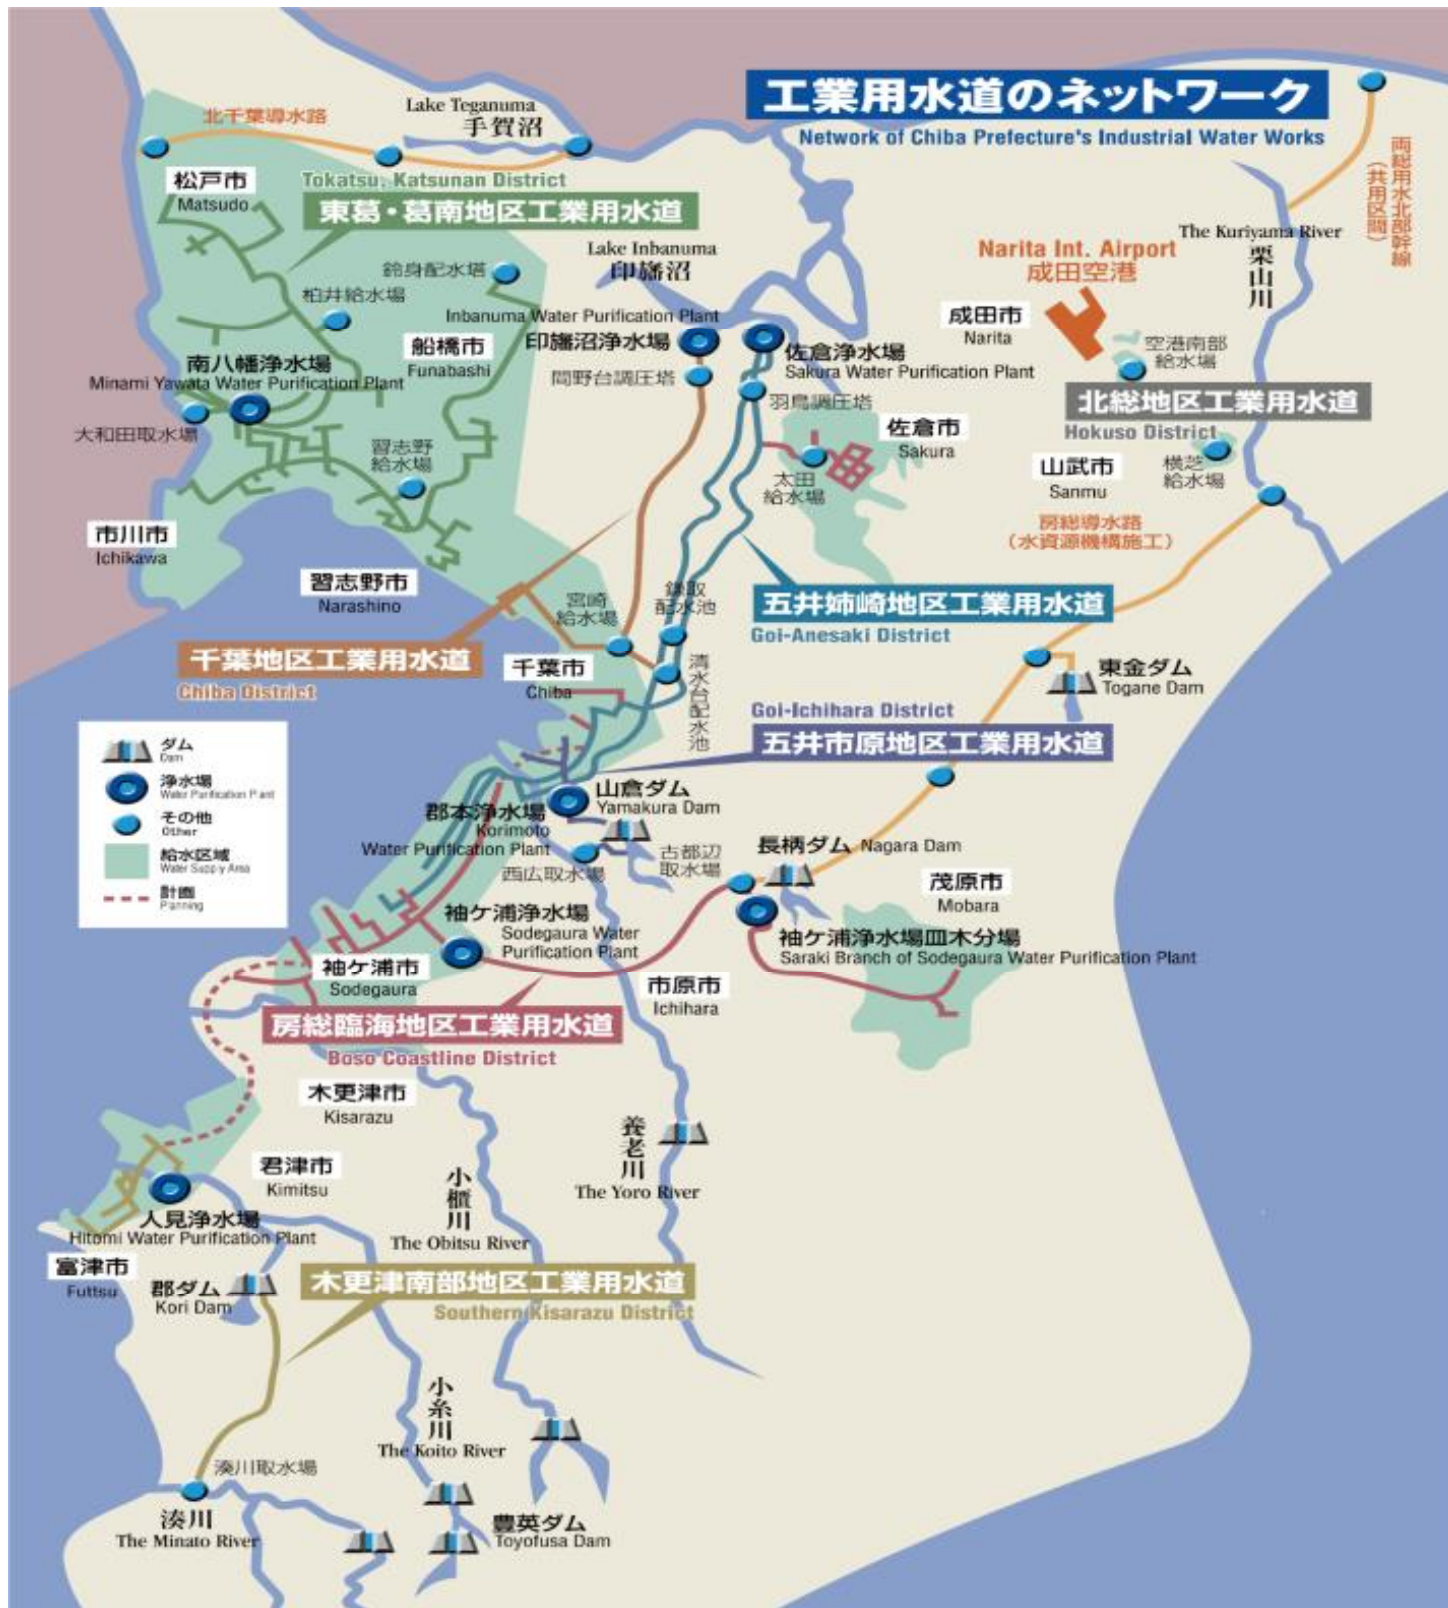 工業用水道のネットワーク
Network of Chiba Prefecture's Industrial Water Works
北千葉導水路
Lake Teganuma
手賀沼
松戸市
Matsudo
Tokatsu, Katsunan District
東葛・葛南地区工業用水道
両総用水北部幹線
(共用区間)
The Kuriyama River
栗山川
Narita Int. Airport
成田空港
Lake Inbanuma
印旛沼
鈴身配水塔
柏井給水場
Inbanuma Water Purification Plant
印旛沼浄水場
成田市
Narita
空港南部
給水場
船橋市
Funabashi
佐倉浄水場
Sakura Water Purification Plant
南八幡浄水場
Minami Yawata Water Purification Plant
間野台調圧塔
羽鳥調圧塔
北総地区工業用水道
Hokuso District
大和田取水場
習志野
給水場
佐倉市
Sakura
太田
給水場
山武市
Sanmu
横芝
給水場
市川市
Ichikawa
房総導水路
(水資源機構施工)
習志野市
Narashino
宮崎
給水場
鎌取
配水池
五井姉崎地区工業用水道
Goi-Anesaki District
千葉地区工業用水道
Chiba District
千葉市
Chiba
清水台配水池
東金ダム
Togane Dam
Goi-Ichihara District
五井市原地区工業用水道
ダム
Dam
浄水場
Water Purification Plant
その他
Other
給水区域
Water Supply Area
計画
Planning
山倉ダム
Yamakura Dam
郡本浄水場
Korimoto
Water Purification Plant
西広取水場
古都辺
取水場
長柄ダム
Nagara Dam
茂原市
Mobara
袖ケ浦浄水場
Sodegaura Water
Purification Plant
袖ケ浦浄水場皿木分場
Saraki Branch of Sodegaura Water Purification Plant
袖ケ浦市
Sodegaura
市原市
Ichihara
房総臨海地区工業用水道
Boso Coastline District
木更津市
Kisarazu
養老川
The Yoro River
君津市
Kimitsu
小櫃川
The Obitsu River
人見浄水場
Hitomi Water Purification Plant
富津市
Futtsu
郡ダム
Kori Dam
木更津南部地区工業用水道
Southern Kisarazu District
小糸川
The Koito River
湊川取水場
湊川
The Minato River
豊英ダム
Toyofusa Dam